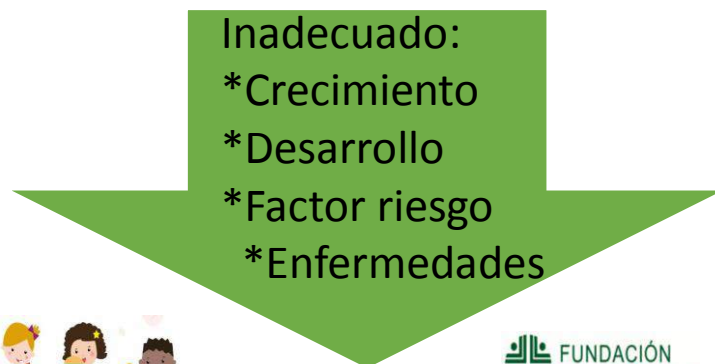 Inadecuado:
*Crecimiento
*Desarrollo
*Factor riesgo
*Enfermedades
FUNDACIÓN